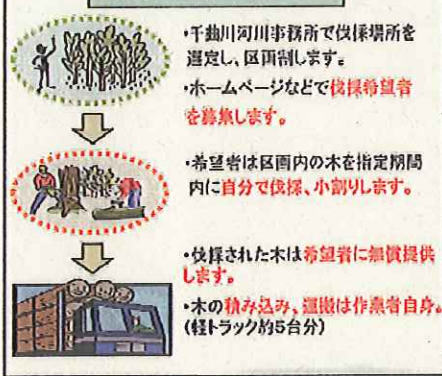 ・千曲川河川事務所で伐採場所を
選定し、区画割します。
・ホームページなどで伐採希望者
を募集します。
・希望者は区画内の木を指定期間
内に自分で伐採、小割りします。
・伐採された木は希望者に無償提供
します。
・木の積み込み、運搬は作業者自身。
(軽トラック約5台分)